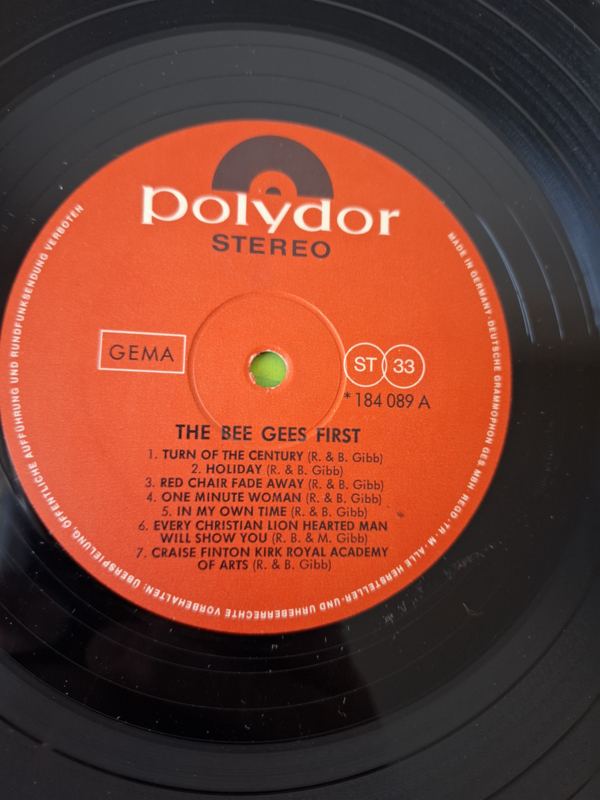 polydor
STEREO
GEMA
ST 33
*184 089 A
THE BEE GEES FIRST
1. TURN OF THE CENTURY (R. & B. Gibb)
2. HOLIDAY (R. & B. Gibb)
3. RED CHAIR FADE AWAY (R. & B. Gibb)
4. ONE MINUTE WOMAN (R. & B. Gibb)
5. IN MY OWN TIME (R. & B. Gibb)
6. EVERY CHRISTIAN LION HEARTED MAN
WILL SHOW YOU (R. B. & M. Gibb)
7. CRAISE FINTON KIRK ROYAL ACADEMY
OF ARTS (R. & B. Gibb)
MADE IN GERMANY · DEUTSCHE GRAMMOPHON GES. MBH REGD · TR · M · ALLE HERSTELLER- UND URHEBERRECHTE VORBEHALTEN: ÜBERSPIELUNG, ÖFFENTLICHE AUFFÜHRUNG UND RUNDFUNKSENDUNG VERBOTEN